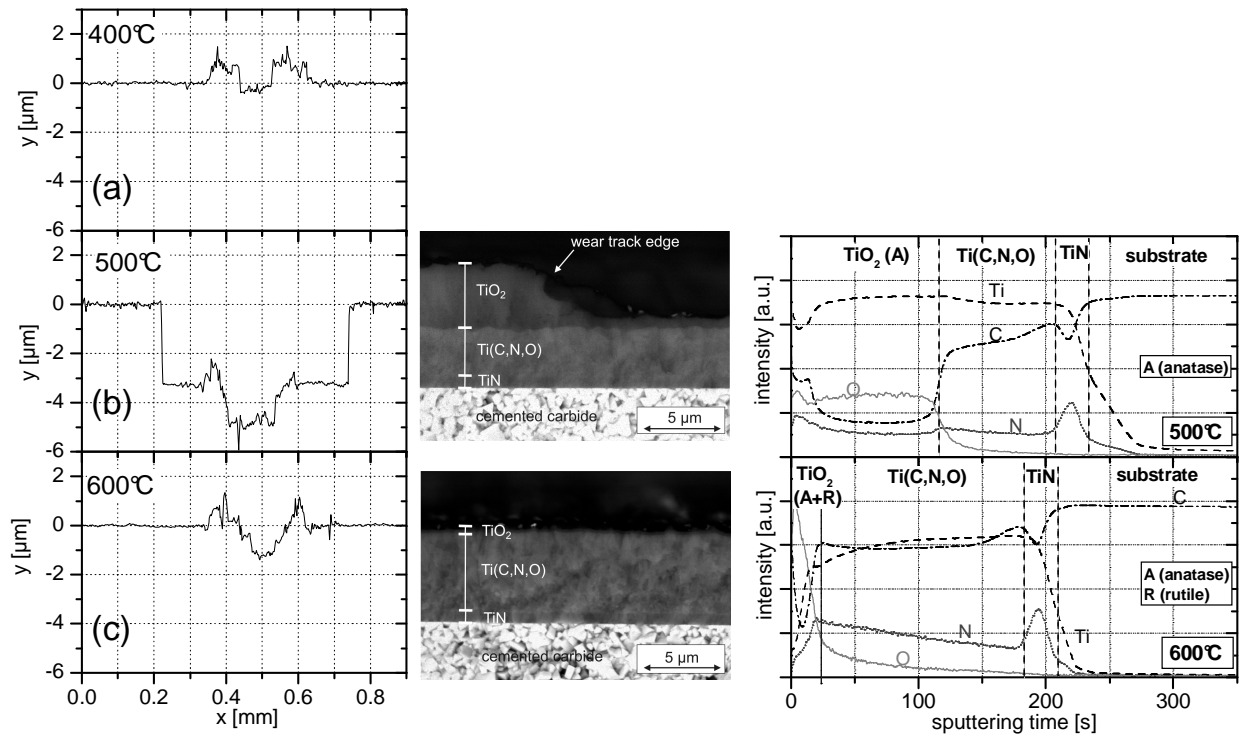 2
0
-2
-4
-6
y [µm]
400°C
(a)
2
0
-2
-4
-6
y [µm]
500°C
(b)
2
0
-2
-4
-6
y [µm]
600°C
(c)
0.0 0.2 0.4 0.6 0.8
x [mm]
wear track edge
TiO2
Ti(C,N,O)
TiN
cemented carbide
5 µm
TiO2
Ti(C,N,O)
TiN
cemented carbide
5 µm
intensity [a.u.]
TiO2 (A) Ti(C,N,O) TiN substrate
Ti
C
O
N
A (anatase)
500°C
intensity [a.u.]
TiO2 Ti(C,N,O) TiN substrate
(A+R)
C
N
O
Ti
A (anatase)
R (rutile)
600°C
0 100 200 300
sputtering time [s]